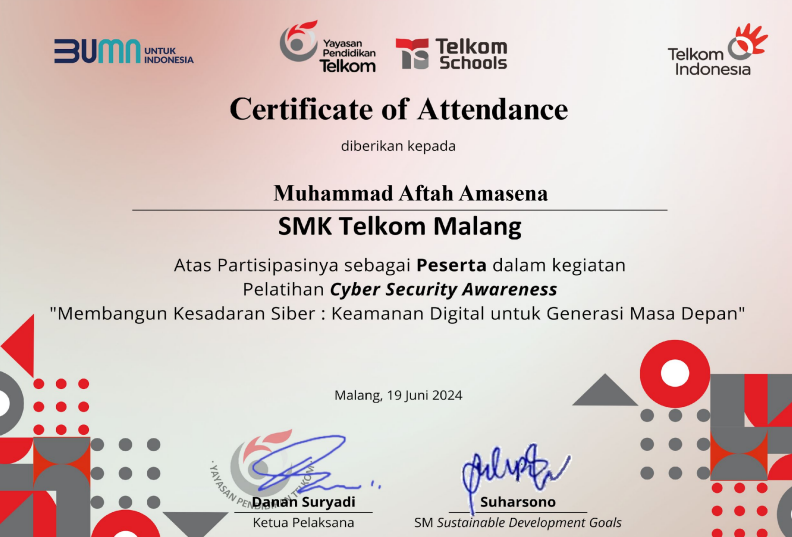 BUMN UNTUK INDONESIA
Yayasan Pendidikan Telkom
Telkom Schools
Telkom Indonesia
Certificate of Attendance
diberikan kepada
Muhammad Aftah Amasena
SMK Telkom Malang
Atas Partisipasinya sebagai Peserta dalam kegiatan
Pelatihan Cyber Security Awareness
"Membangun Kesadaran Siber : Keamanan Digital untuk Generasi Masa Depan"
Malang, 19 Juni 2024
YAYASAN PENDIDIKAN TELKOM
Danan Suryadi
Ketua Pelaksana
Suharsono
SM Sustainable Development Goals